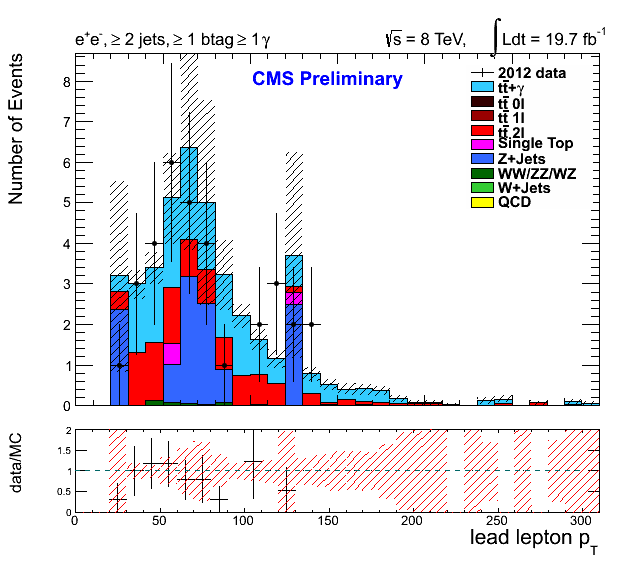 e⁺e⁻, ≥ 2 jets, ≥ 1 btag ≥ 1 γ √s = 8 TeV, ∫ Ldt = 19.7 fb⁻¹
CMS Preliminary
Number of Events
8
7
6
5
4
3
2
1
0
2012 data
tt̄+γ
tt̄ 0l
tt̄ 1l
tt̄ 2l
Single Top
Z+Jets
WW/ZZ/WZ
W+Jets
QCD
data/MC
2
1.5
1
0.5
0
0 50 100 150 200 250 300
lead lepton p_T